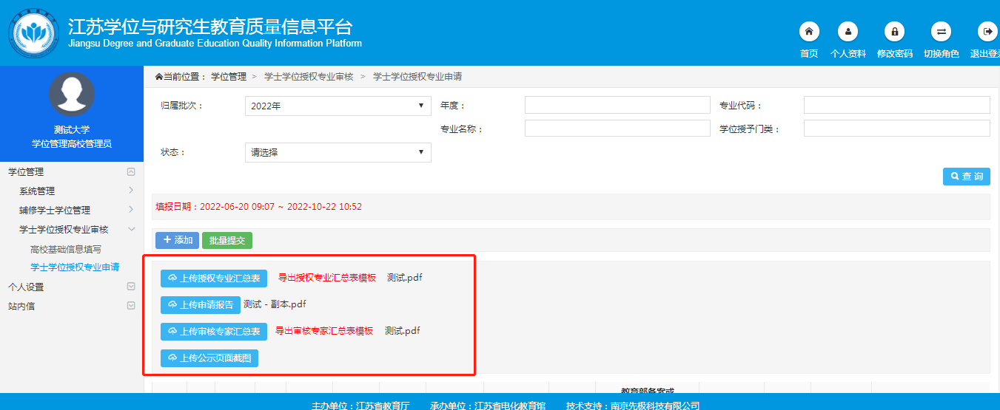 江苏学位与研究生教育质量信息平台
Jiangsu Degree and Graduate Education Quality Information Platform
首页 个人资料 修改密码 切换角色 退出登
测试大学
学位管理高校管理员
学位管理
系统管理
辅修学士学位管理
学士学位授权专业审核
高校基础信息填写
学士学位授权专业申请
个人设置
站内信
当前位置： 学位管理 > 学士学位授权专业审核 > 学士学位授权专业申请
归属批次： 2022年 年度： 专业代码：
专业名称： 学位授予门类：
状态： 请选择
查 询
填报日期：2022-06-20 09:07 ~ 2022-10-22 10:52
添加 批量提交
上传授权专业汇总表 导出授权专业汇总表模板 测试.pdf
上传申请报告 测试 - 副本.pdf
上传审核专家汇总表 导出审核专家汇总表模板 测试.pdf
上传公示页面截图
教育部备案或
主办单位：江苏省教育厅 承办单位：江苏省电化教育馆 技术支持：南京先极科技有限公司